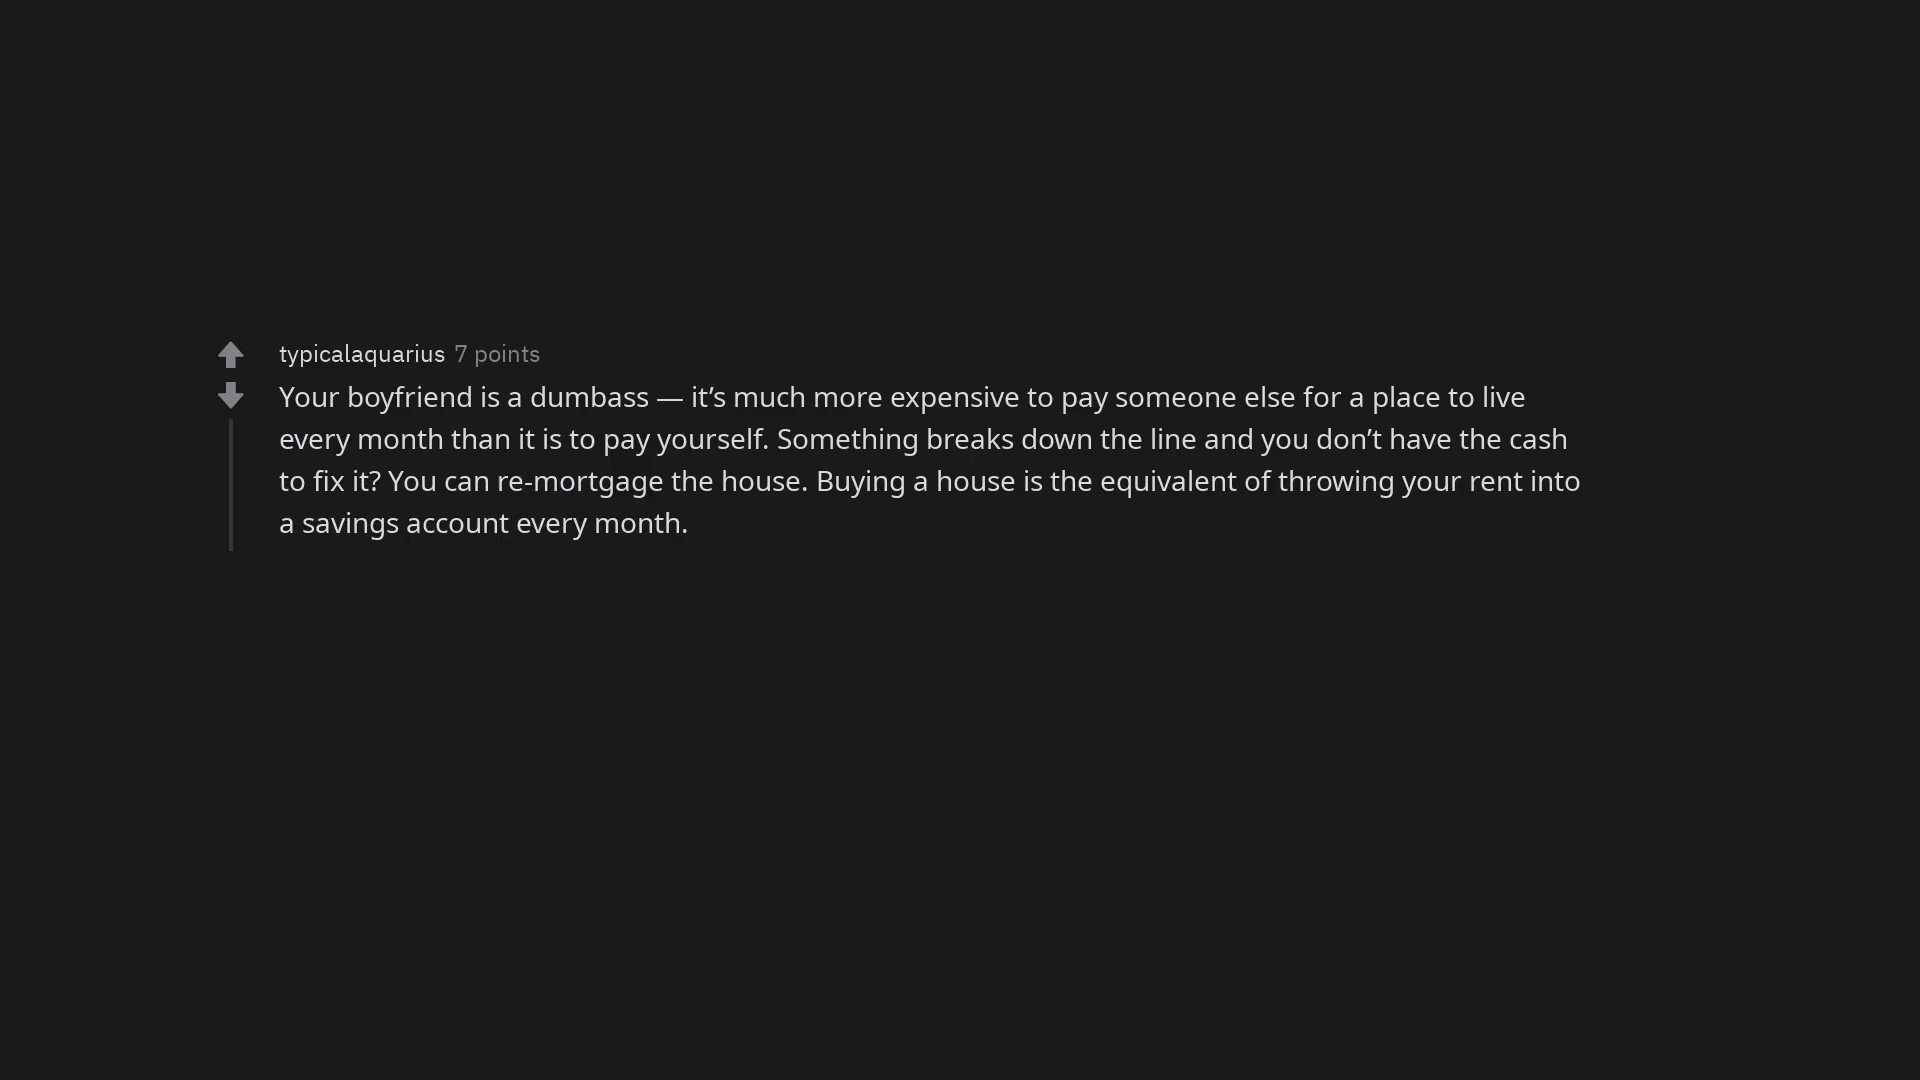 typicalaquarius 7 points
Your boyfriend is a dumbass — it’s much more expensive to pay someone else for a place to live
every month than it is to pay yourself. Something breaks down the line and you don’t have the cash
to fix it? You can re-mortgage the house. Buying a house is the equivalent of throwing your rent into
a savings account every month.